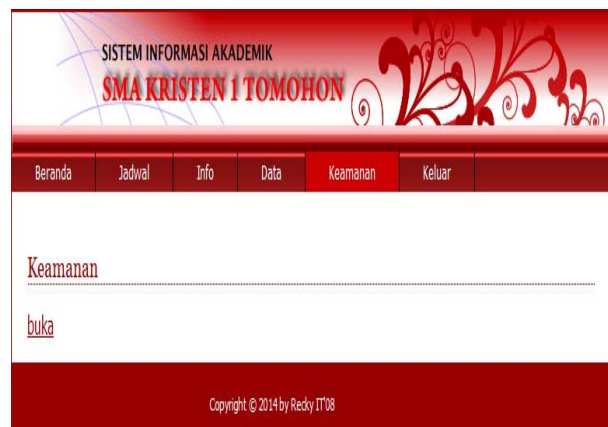 SISTEM INFORMASI AKADEMIK
SMA KRISTEN 1 TOMOHON
Beranda Jadwal Info Data Keamanan Keluar
Keamanan
buka
Copyright © 2014 by Recky IT'08